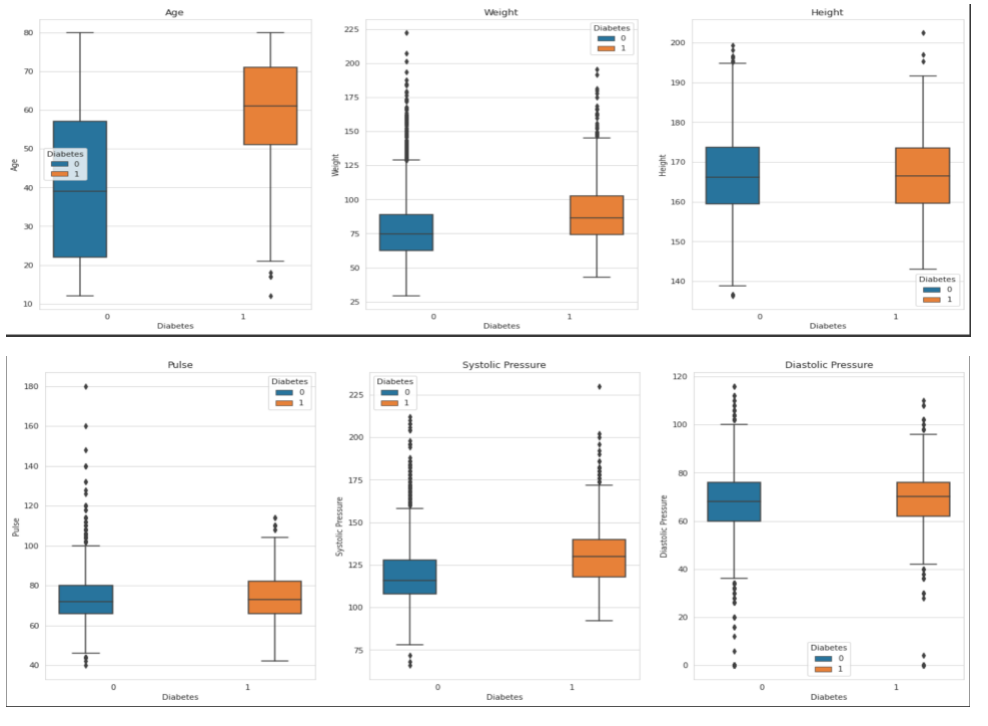 Age
Age
80
70
60
50
40
30
20
10
Diabetes
0
1
0
1
Diabetes
Weight
Weight
225
200
175
150
125
100
75
50
25
Diabetes
0
1
0
1
Diabetes
Height
Height
200
190
180
170
160
150
140
Diabetes
0
1
0
1
Diabetes
Pulse
Pulse
180
160
140
120
100
80
60
40
Diabetes
0
1
0
1
Diabetes
Systolic Pressure
Systolic Pressure
225
200
175
150
125
100
75
Diabetes
0
1
0
1
Diabetes
Diastolic Pressure
Diastolic Pressure
120
100
80
60
40
20
0
Diabetes
0
1
0
1
Diabetes